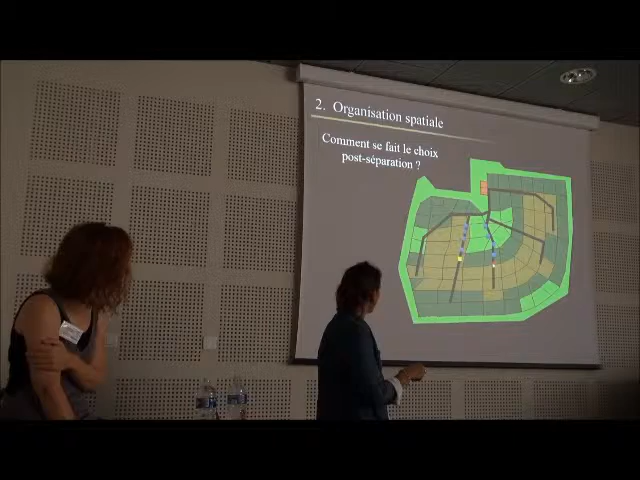 2. Organisation spatiale
Comment se fait le choix
post-séparation ?